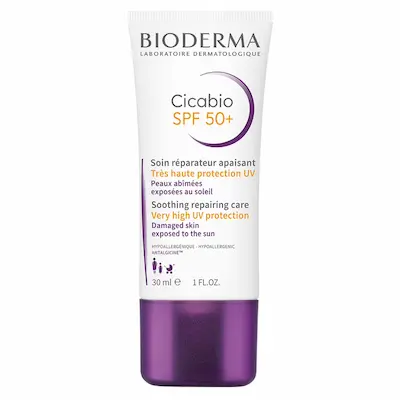 BIODERMA
LABORATOIRE DERMATOLOGIQUE
Cicabio
SPF 50+
Soin réparateur apaisant
Très haute protection UV
Peaux abîmées
exposées au soleil
Soothing repairing care
Very high UV protection
Damaged skin
exposed to the sun
HYPOALLERGÉNIQUE - HYPOALLERGENIC
ANTALGICINE™
30 ml ℮ 1 FL.OZ.